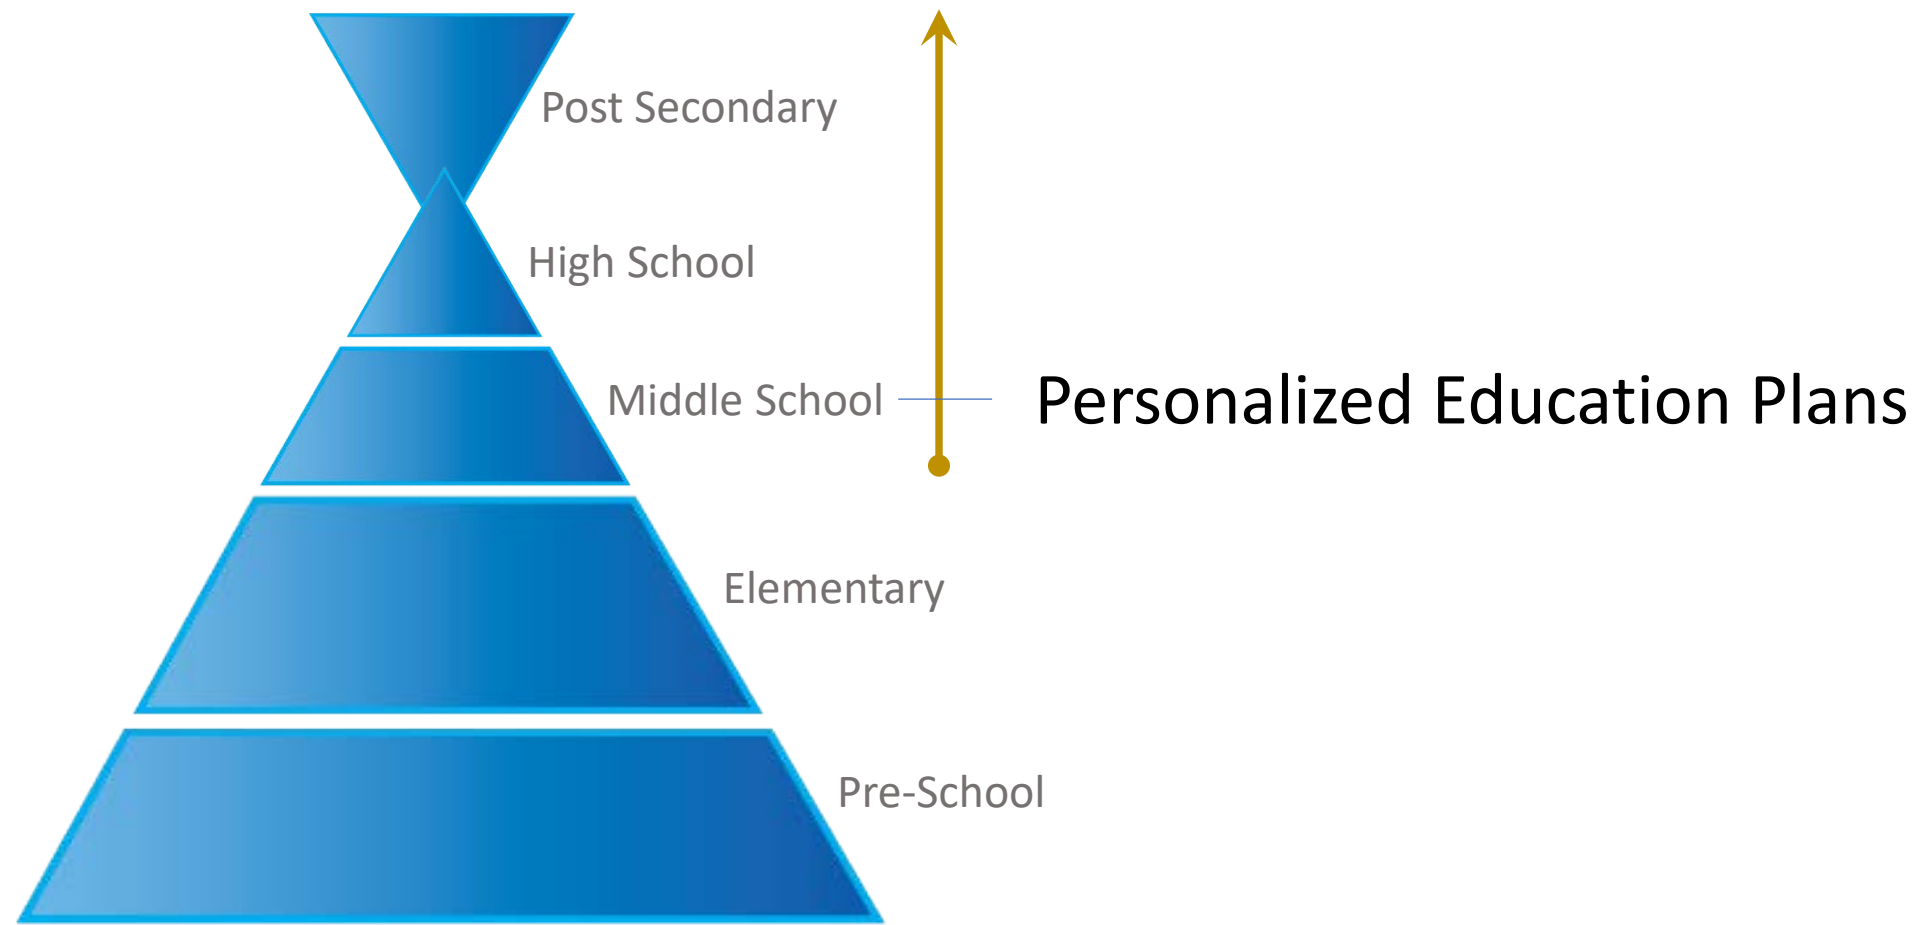 Post Secondary
High School
Middle School
Personalized Education Plans
Elementary
Pre-School